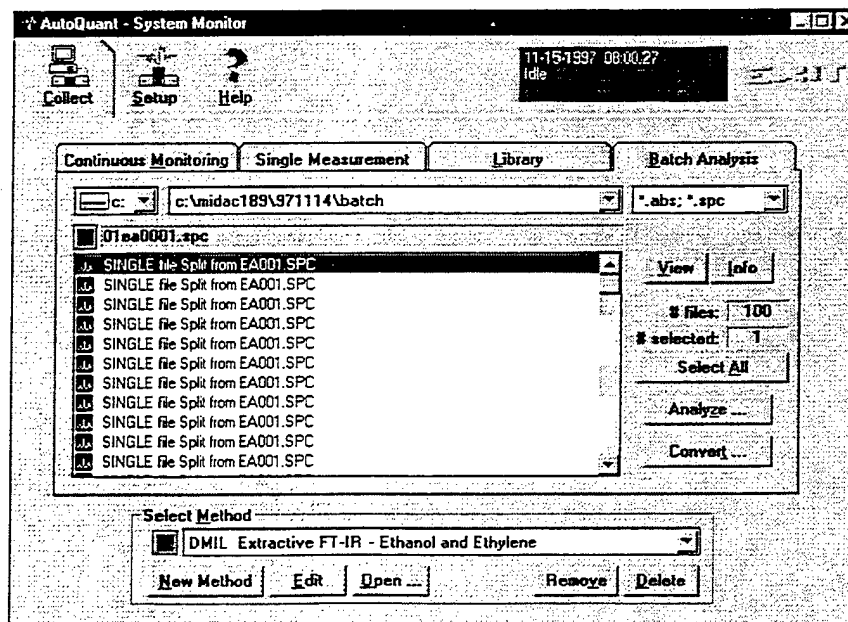 AutoQuant - System Monitor
11-15-1997 08:00.27
Idle
EXIT
Collect
Setup
Help
Continuous Monitoring
Single Measurement
Library
Batch Analysis
c:
c:\midac189\971114\batch
*.abs; *.spc
01ea0001.spc
SINGLE file Split from EA001.SPC
SINGLE file Split from EA001.SPC
SINGLE file Split from EA001.SPC
SINGLE file Split from EA001.SPC
SINGLE file Split from EA001.SPC
SINGLE file Split from EA001.SPC
SINGLE file Split from EA001.SPC
SINGLE file Split from EA001.SPC
SINGLE file Split from EA001.SPC
SINGLE file Split from EA001.SPC
SINGLE file Split from EA001.SPC
View
Info
# files: 100
# selected: 1
Select All
Analyze ...
Convert ...
Select Method
DMIL Extractive FT-IR - Ethanol and Ethylene
New Method
Edit
Open ...
Remove
Delete